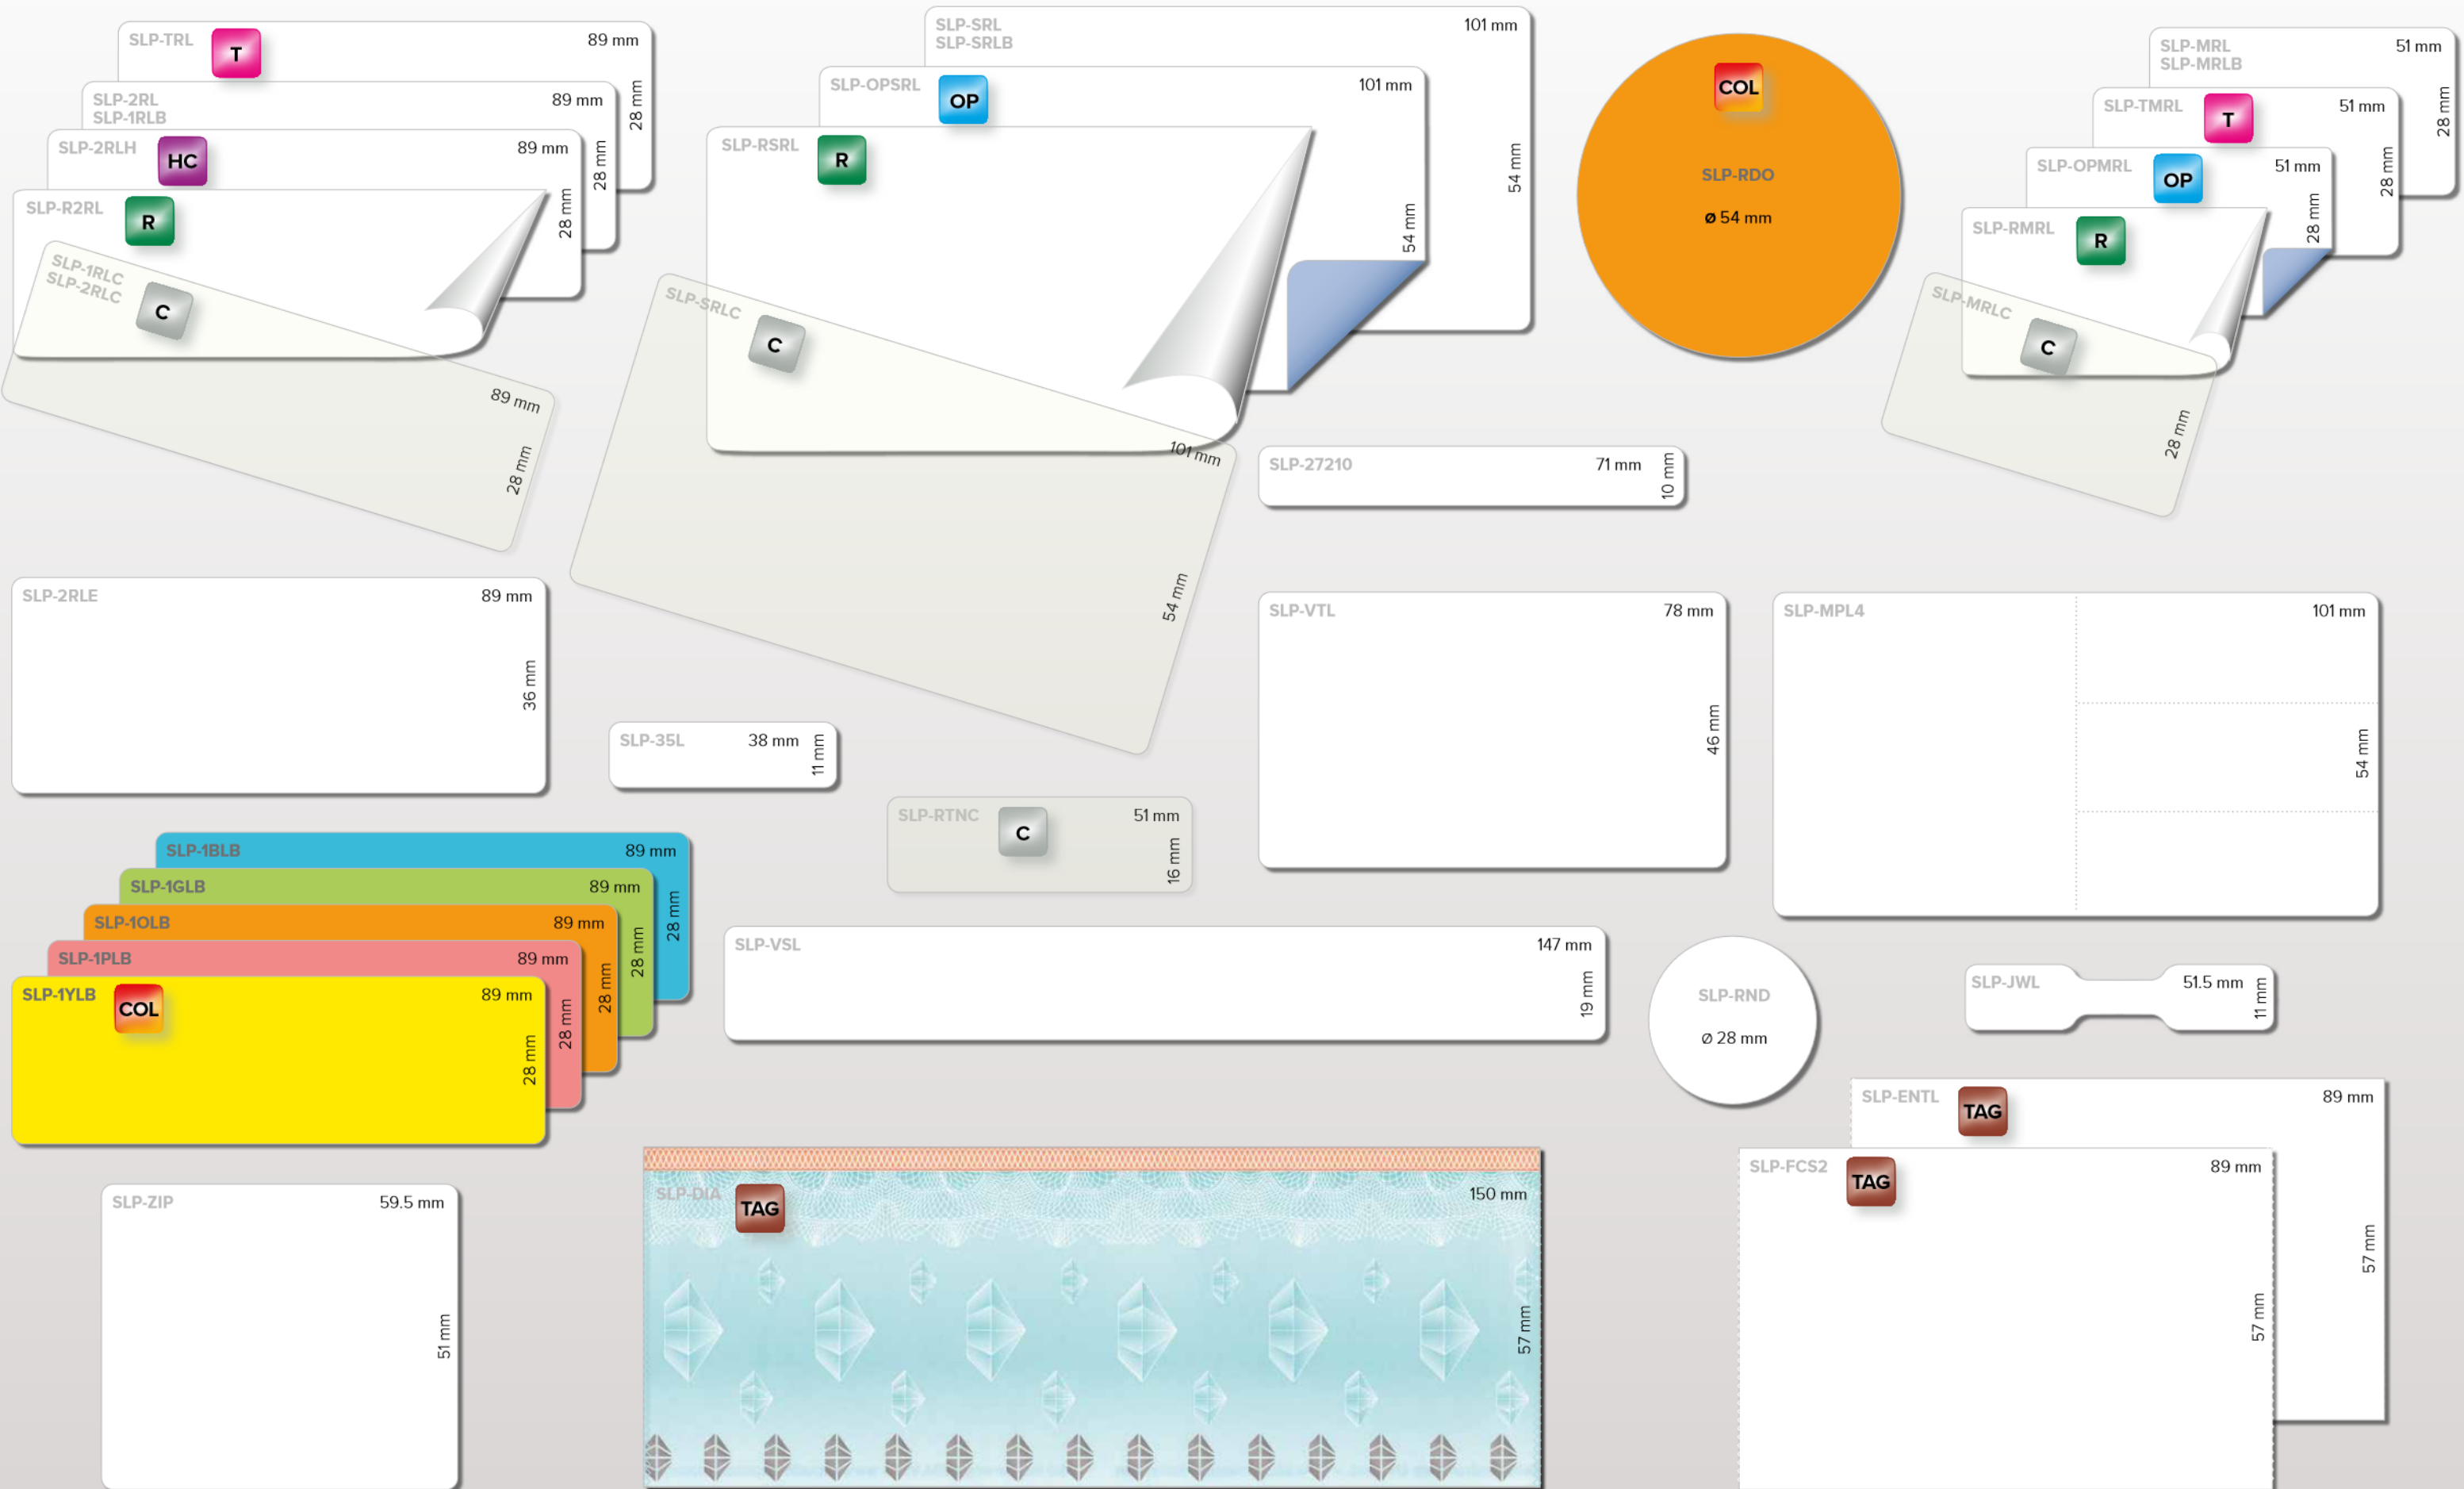 SLP-TRL
T
89 mm
28 mm
SLP-2RL
SLP-1RLB
89 mm
28 mm
SLP-2RLH
HC
89 mm
28 mm
SLP-R2RL
R
SLP-1RLC
SLP-2RLC
C
89 mm
28 mm
SLP-SRL
SLP-SRLB
101 mm
54 mm
SLP-OPSRL
OP
101 mm
54 mm
SLP-RSRL
R
SLP-SRLC
C
101 mm
54 mm
COL
SLP-RDO
ø 54 mm
SLP-MRL
SLP-MRLB
51 mm
28 mm
SLP-TMRL
T
51 mm
28 mm
SLP-OPMRL
OP
51 mm
28 mm
SLP-RMRL
R
SLP-MRLC
C
28 mm
SLP-27210
71 mm
10 mm
SLP-2RLE
89 mm
36 mm
SLP-35L
38 mm
11 mm
SLP-RTNC
C
51 mm
16 mm
SLP-VTL
78 mm
46 mm
SLP-MPL4
101 mm
54 mm
SLP-1BLB
89 mm
28 mm
SLP-1GLB
89 mm
28 mm
SLP-1OLB
89 mm
28 mm
SLP-1PLB
89 mm
28 mm
SLP-1YLB
COL
89 mm
28 mm
SLP-VSL
147 mm
19 mm
SLP-RND
Ø 28 mm
SLP-JWL
51.5 mm
11 mm
SLP-ENTL
TAG
89 mm
57 mm
SLP-FCS2
TAG
89 mm
57 mm
SLP-ZIP
59.5 mm
51 mm
SLP-DIA
TAG
150 mm
57 mm